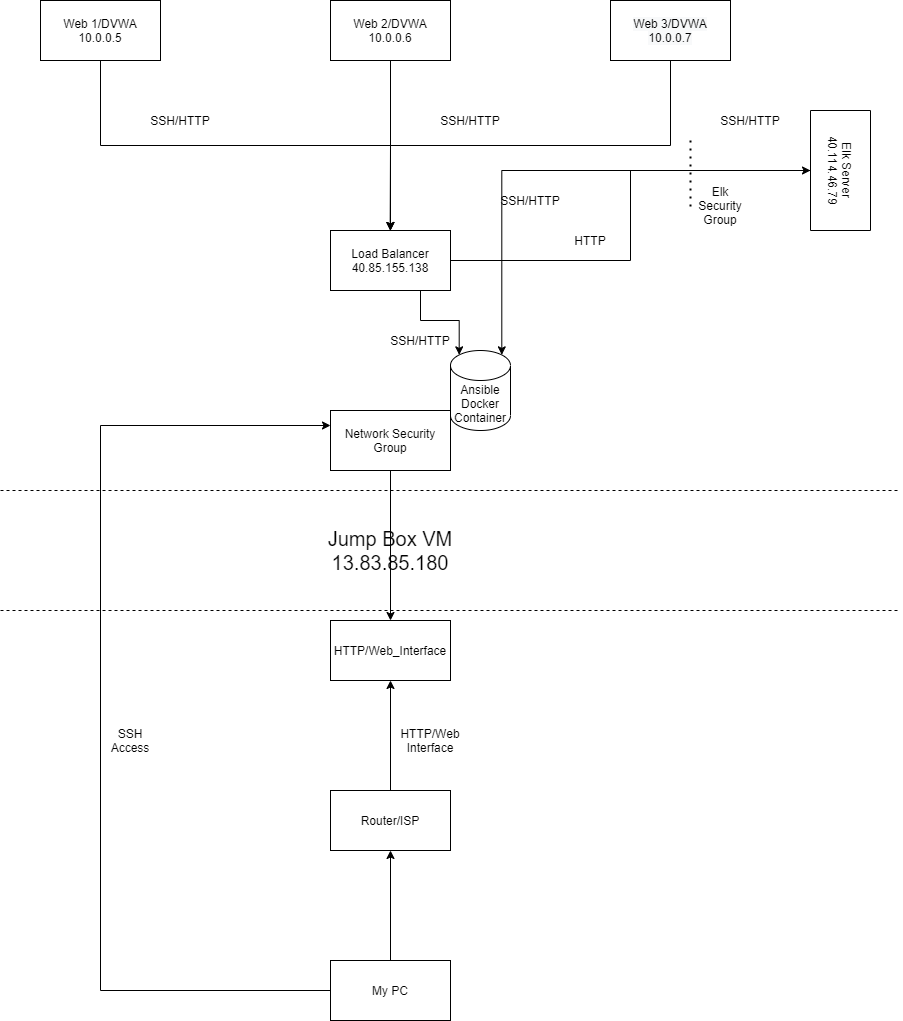 Web 1/DVWA
10.0.0.5
Web 2/DVWA
10.0.0.6
Web 3/DVWA
10.0.0.7
SSH/HTTP
SSH/HTTP
SSH/HTTP
Elk Server
40.114.46.79
Elk
Security
Group
SSH/HTTP
HTTP
Load Balancer
40.85.155.138
SSH/HTTP
Ansible
Docker
Container
Network Security
Group
Jump Box VM
13.83.85.180
HTTP/Web_Interface
SSH
Access
HTTP/Web
Interface
Router/ISP
My PC